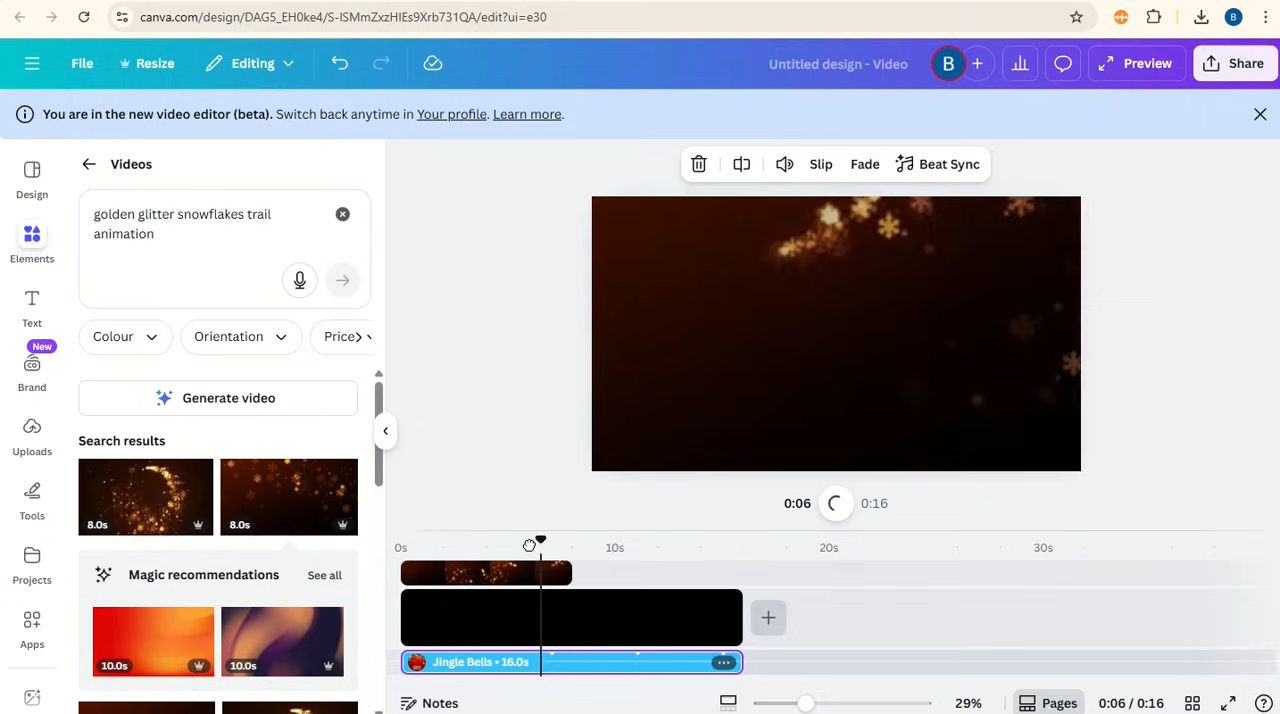 canva.com/design/DAG5_EH0ke4/S-ISMmZxzHIEs9Xrb731QA/edit?ui=e30
B
File
Resize
Editing
Untitled design - Video
B
Preview
Share
You are in the new video editor (beta). Switch back anytime in Your profile. Learn more.
Design
Elements
Text
New
Brand
Uploads
Tools
Projects
Apps
Videos
golden glitter snowflakes trail
animation
Colour
Orientation
Price
Generate video
Search results
8.0s
8.0s
Magic recommendations
See all
10.0s
10.0s
Slip
Fade
Beat Sync
0:06
0:16
0s
10s
20s
30s
Jingle Bells • 16.0s
Notes
29%
Pages
0:06 / 0:16